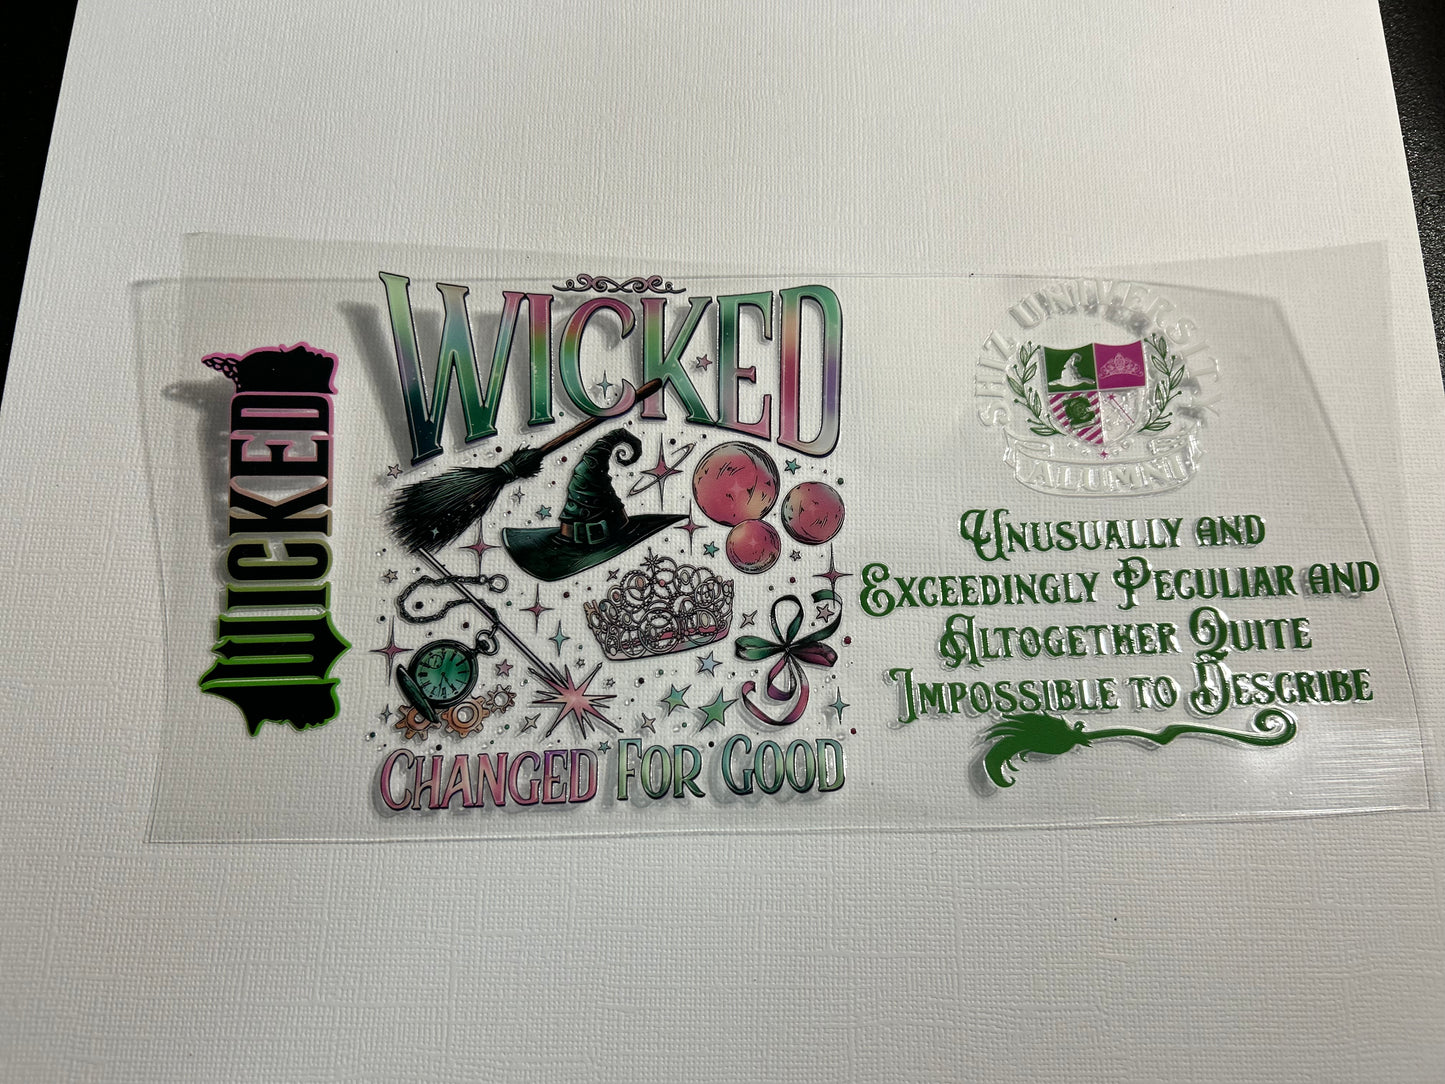 WICKED
WICKED
CHANGED FOR GOOD
SHIZ UNIVERSITY
ALUMNI
UNUSUALLY AND
EXCEEDINGLY PECULIAR AND
ALTOGETHER QUITE
IMPOSSIBLE TO DESCRIBE